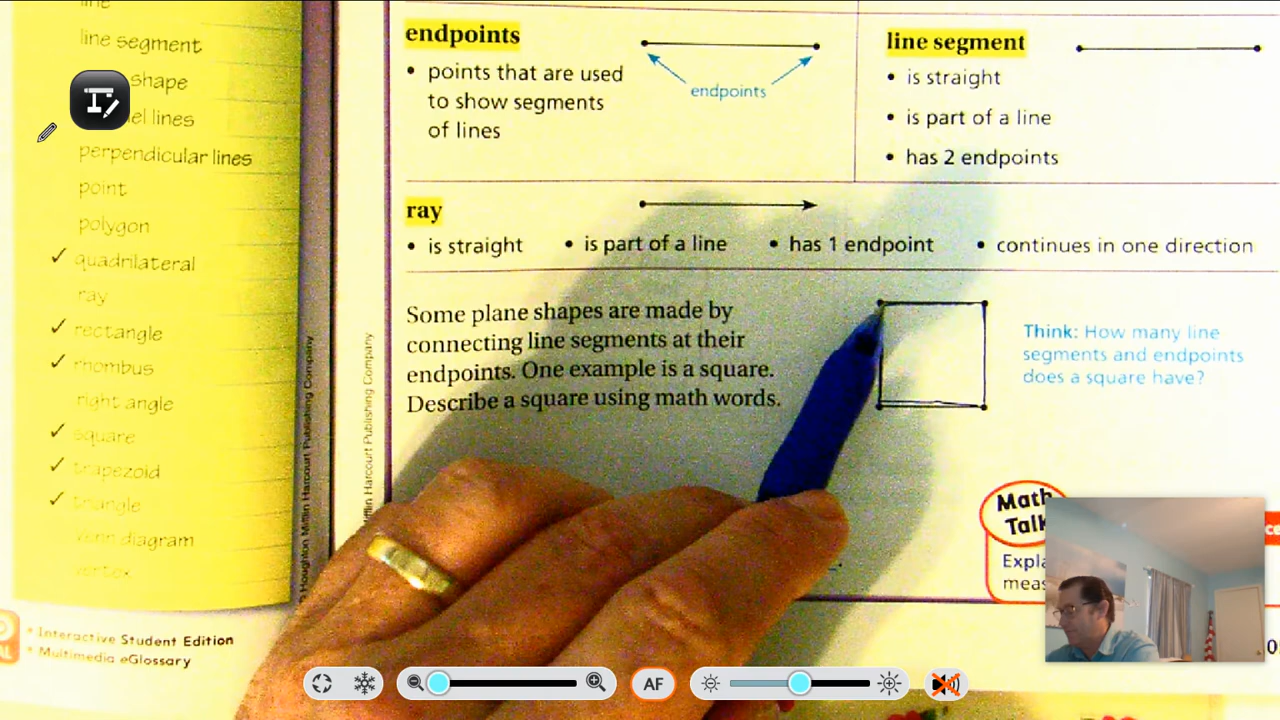 line
line segment
shape
lel lines
perpendicular lines
point
polygon
✓ quadrilateral
ray
✓ rectangle
✓ rhombus
right angle
✓ square
✓ trapezoid
✓ triangle
venn diagram
vertex
• Interactive Student Edition
• Multimedia eGlossary
© Houghton Mifflin Harcourt Publishing Company
Mifflin Harcourt Publishing Company
endpoints
• points that are used
to show segments
of lines
endpoints
line segment
• is straight
• is part of a line
• has 2 endpoints
ray
• is straight • is part of a line • has 1 endpoint • continues in one direction
Some plane shapes are made by
connecting line segments at their
endpoints. One example is a square.
Describe a square using math words.
Think: How many line
segments and endpoints
does a square have?
Math
Talk
Expla
meas
AF